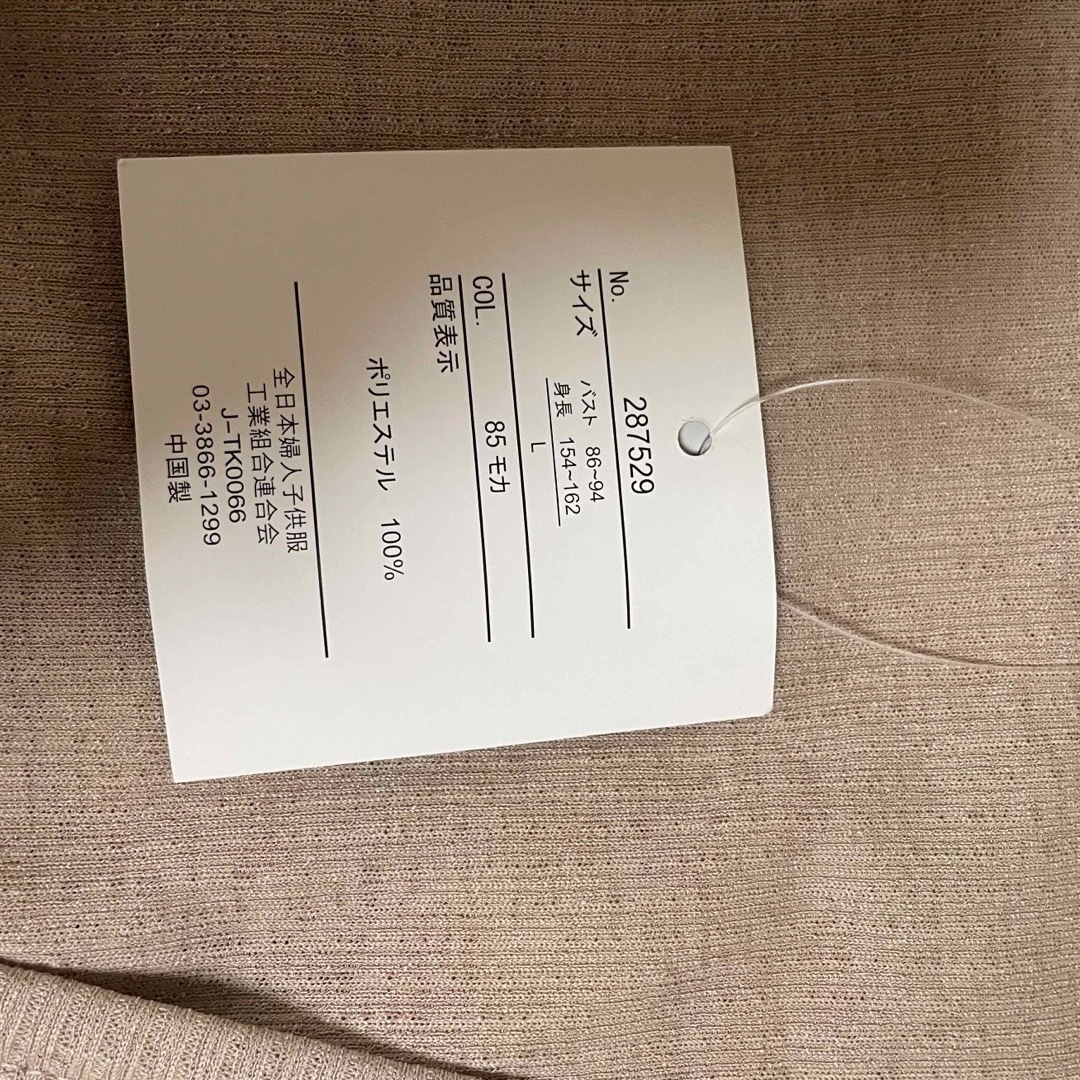 No. 287529
サイズ バスト 86~94
身長 154~162
L
COL. 85 モカ
品質表示
ポリエステル 100%
全日本婦人子供服
工業組合連合会
J-TK0066
03-3866-1299
中国製